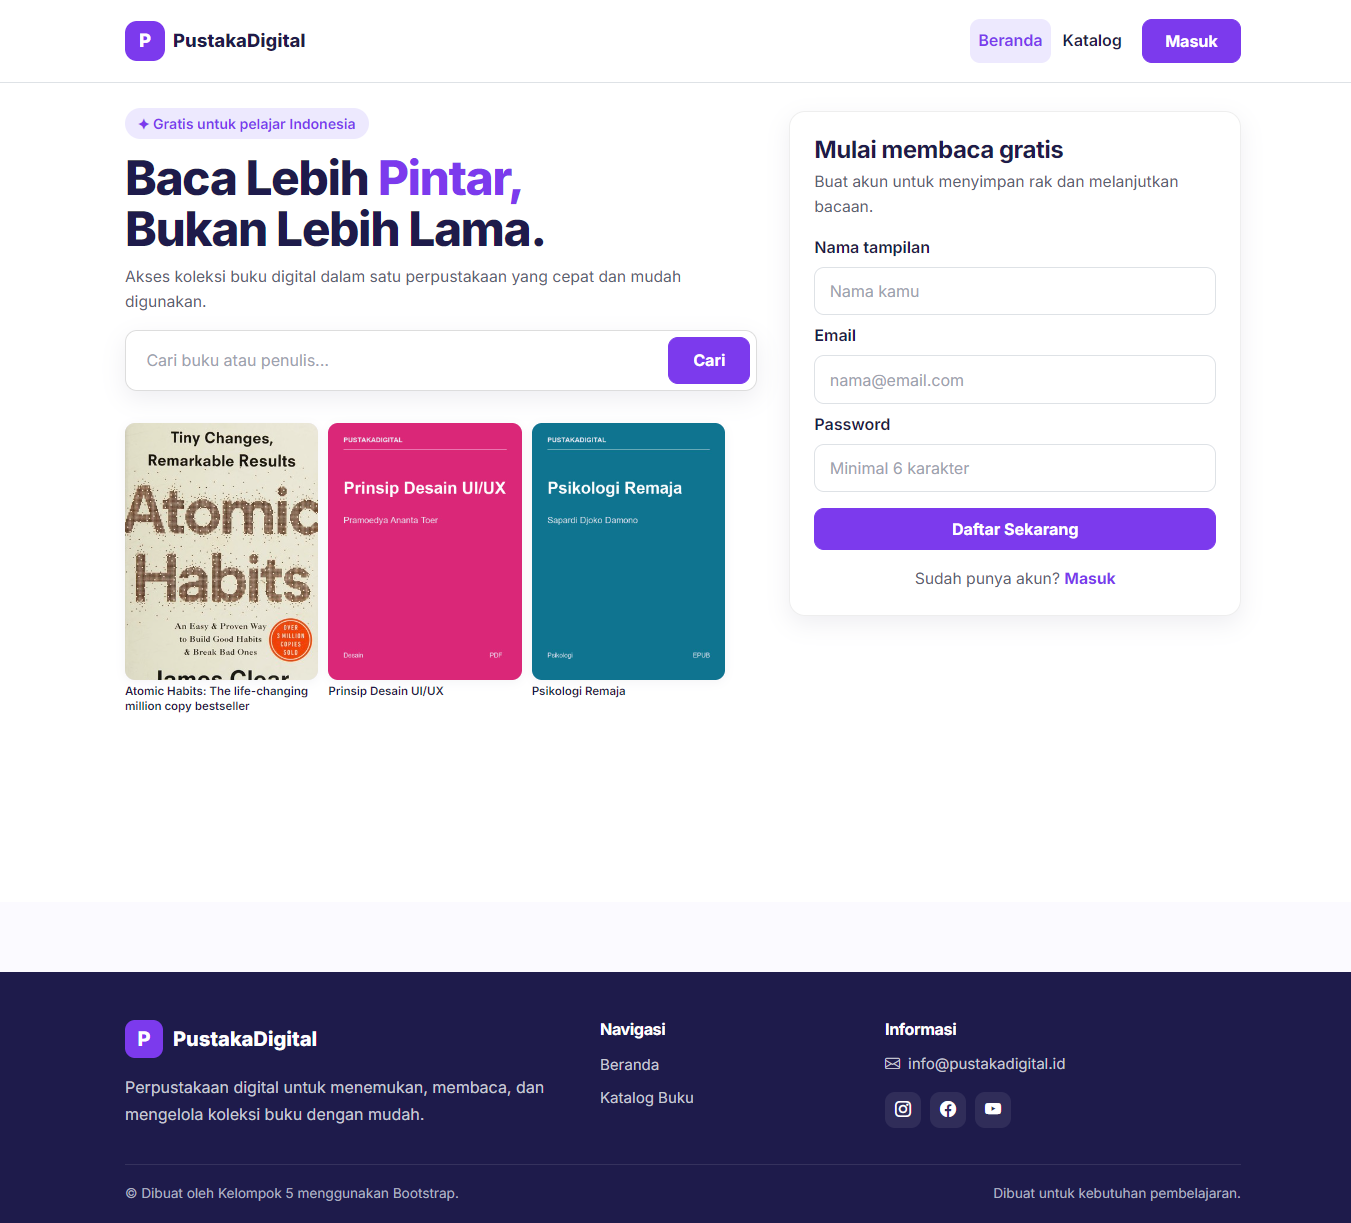 P PustakaDigital
Beranda Katalog Masuk
✦ Gratis untuk pelajar Indonesia
Baca Lebih Pintar,
Bukan Lebih Lama.
Akses koleksi buku digital dalam satu perpustakaan yang cepat dan mudah
digunakan.
Cari buku atau penulis...
Cari
Tiny Changes,
Remarkable Results
Atomic
Habits
An Easy & Proven Way
to Build Good Habits
& Break Bad Ones
OVER
3 MILLION
COPIES
SOLD
James Clear
Atomic Habits: The life-changing
million copy bestseller
PUSTAKADIGITAL
Prinsip Desain UI/UX
Pramoedya Ananta Toer
Desain PDF
Prinsip Desain UI/UX
PUSTAKADIGITAL
Psikologi Remaja
Sapardi Djoko Damono
Psikologi EPUB
Psikologi Remaja
Mulai membaca gratis
Buat akun untuk menyimpan rak dan melanjutkan
bacaan.
Nama tampilan
Nama kamu
Email
nama@email.com
Password
Minimal 6 karakter
Daftar Sekarang
Sudah punya akun? Masuk
P PustakaDigital
Perpustakaan digital untuk menemukan, membaca, dan
mengelola koleksi buku dengan mudah.
Navigasi
Beranda
Katalog Buku
Informasi
info@pustakadigital.id
© Dibuat oleh Kelompok 5 menggunakan Bootstrap.
Dibuat untuk kebutuhan pembelajaran.